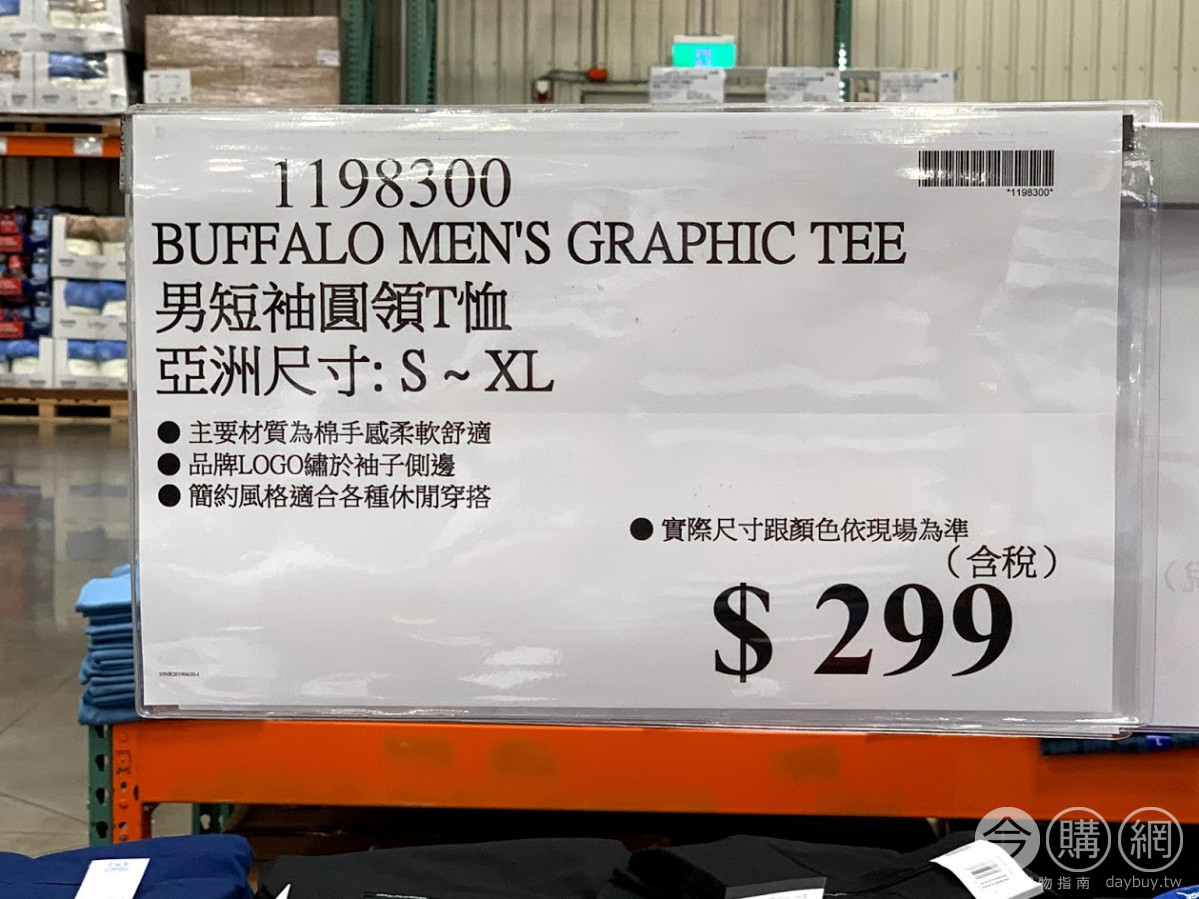 1198300
*1198300*
BUFFALO MEN'S GRAPHIC TEE
男短袖圓領T恤
亞洲尺寸: S ~ XL
● 主要材質為棉手感柔軟舒適
● 品牌LOGO繡於袖子側邊
● 簡約風格適合各種休閒穿搭
● 實際尺寸跟顏色依現場為準
（含稅）
$ 299
今購網
物指南 daybuy.tw